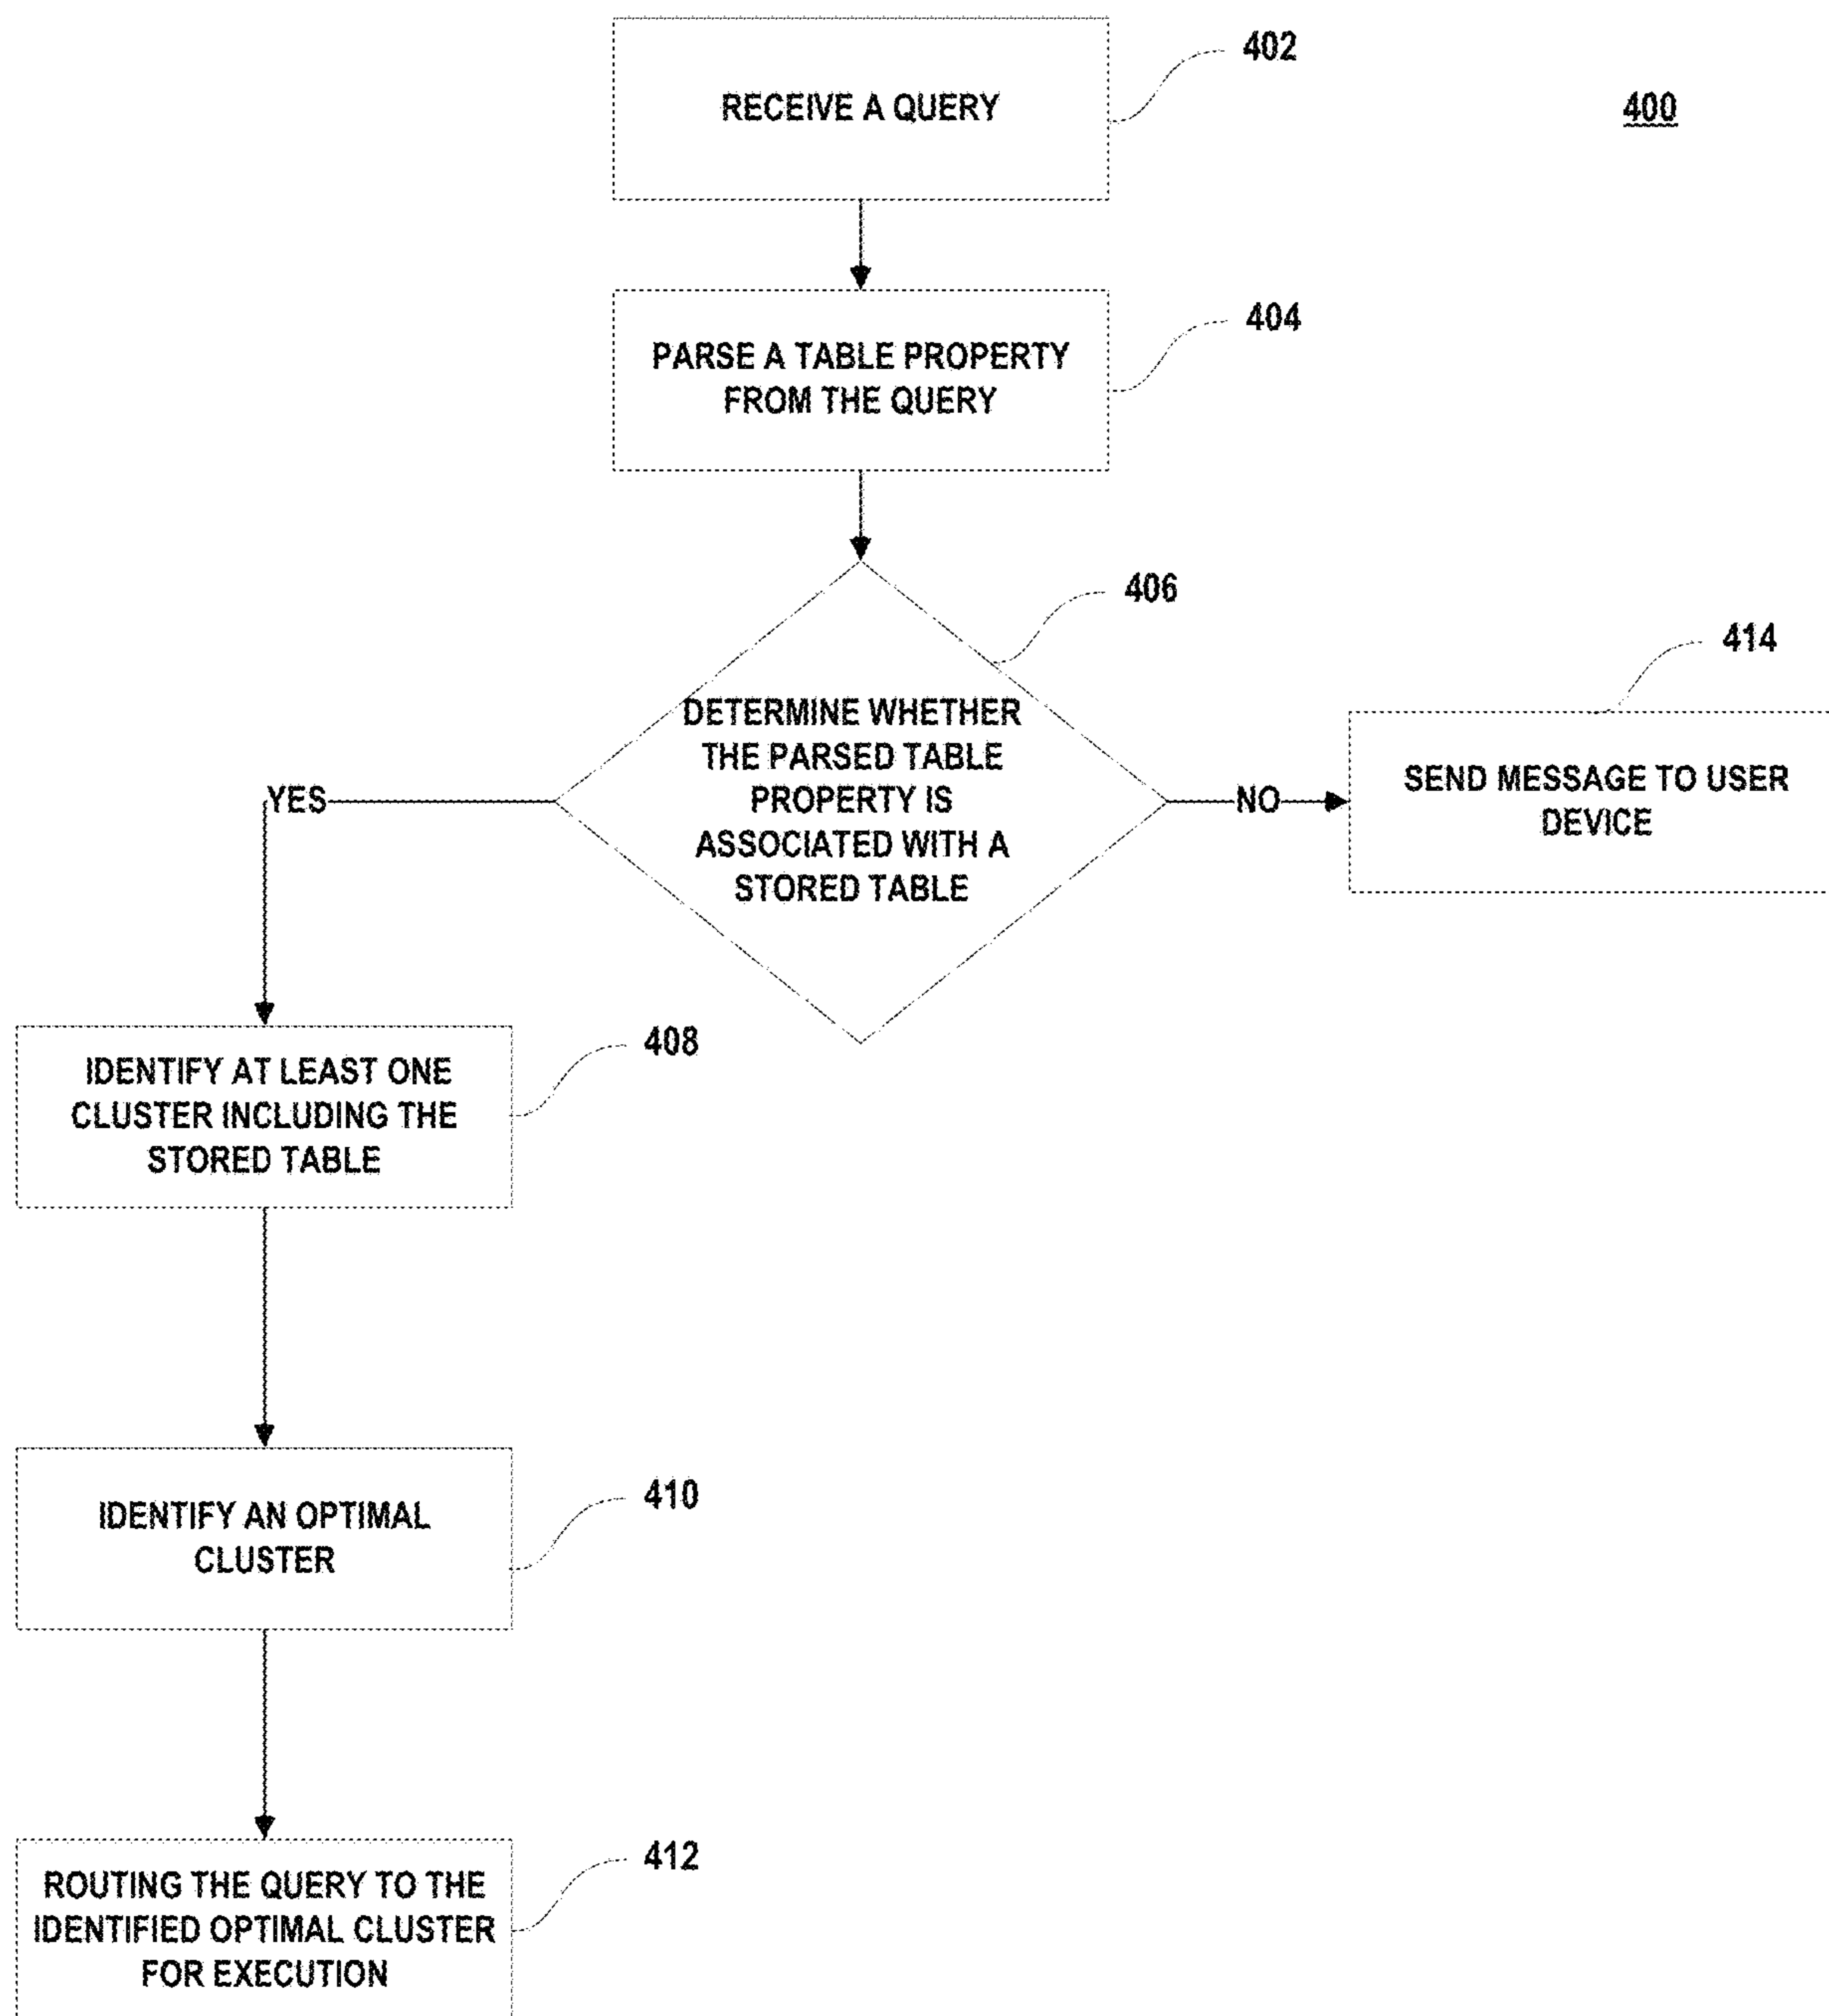 402
RECEIVE A QUERY
400
404
PARSE A TABLE PROPERTY
FROM THE QUERY
406
DETERMINE WHETHER
THE PARSED TABLE
PROPERTY IS
ASSOCIATED WITH A
STORED TABLE
YES
NO
414
SEND MESSAGE TO USER
DEVICE
408
IDENTIFY AT LEAST ONE
CLUSTER INCLUDING THE
STORED TABLE
410
IDENTIFY AN OPTIMAL
CLUSTER
412
ROUTING THE QUERY TO THE
IDENTIFIED OPTIMAL CLUSTER
FOR EXECUTION